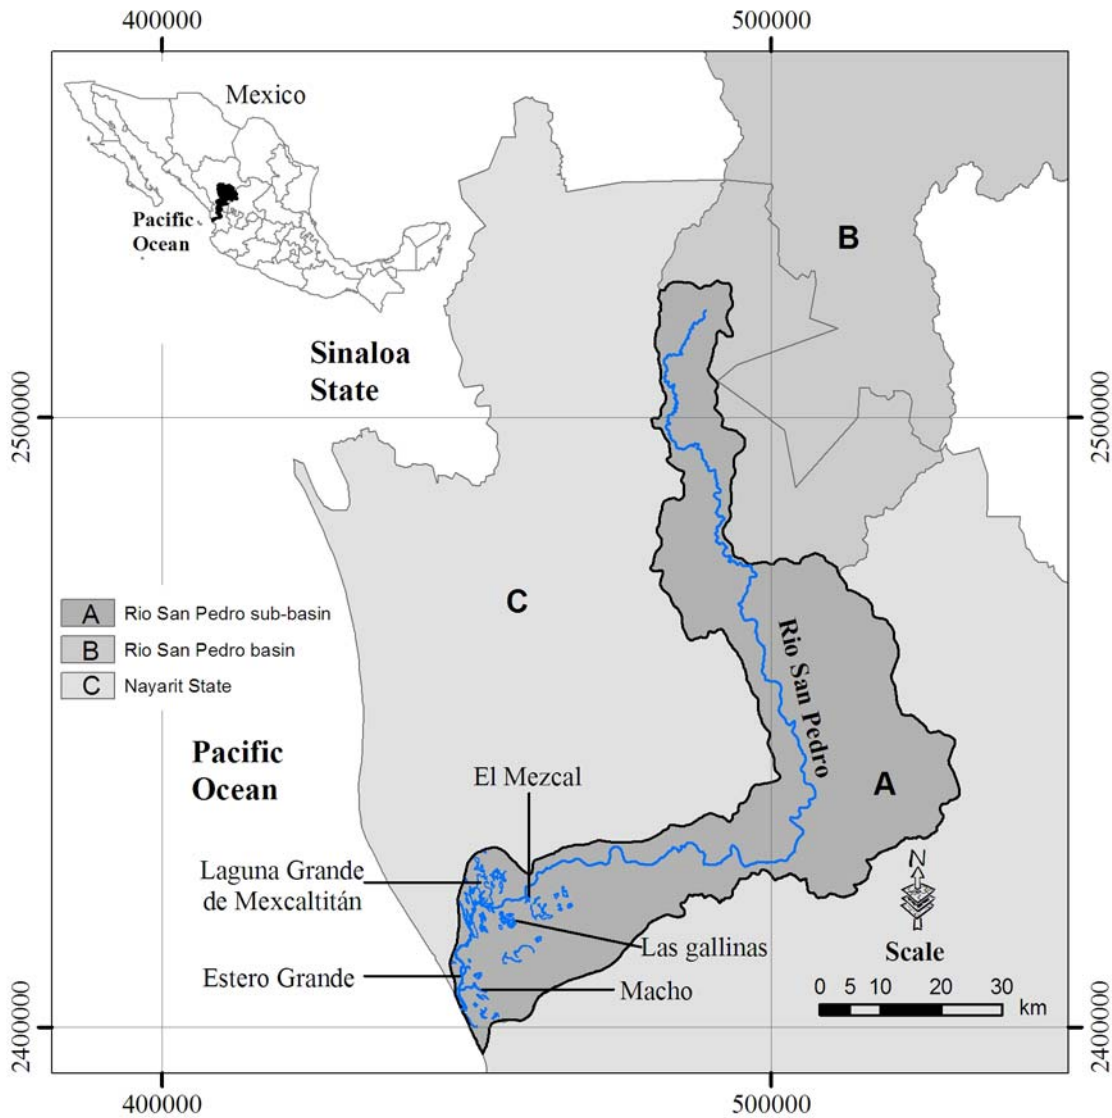 400000
500000
Mexico
Pacific
Ocean
B
Sinaloa
State
2500000
2500000
C
A Rio San Pedro sub-basin
B Rio San Pedro basin
C Nayarit State
Rio San Pedro
Pacific
Ocean
El Mezcal
A
Laguna Grande
de Mexcaltitán
N
Las gallinas
Scale
Estero Grande
Macho
0 5 10 20 30
km
2400000
2400000
400000
500000